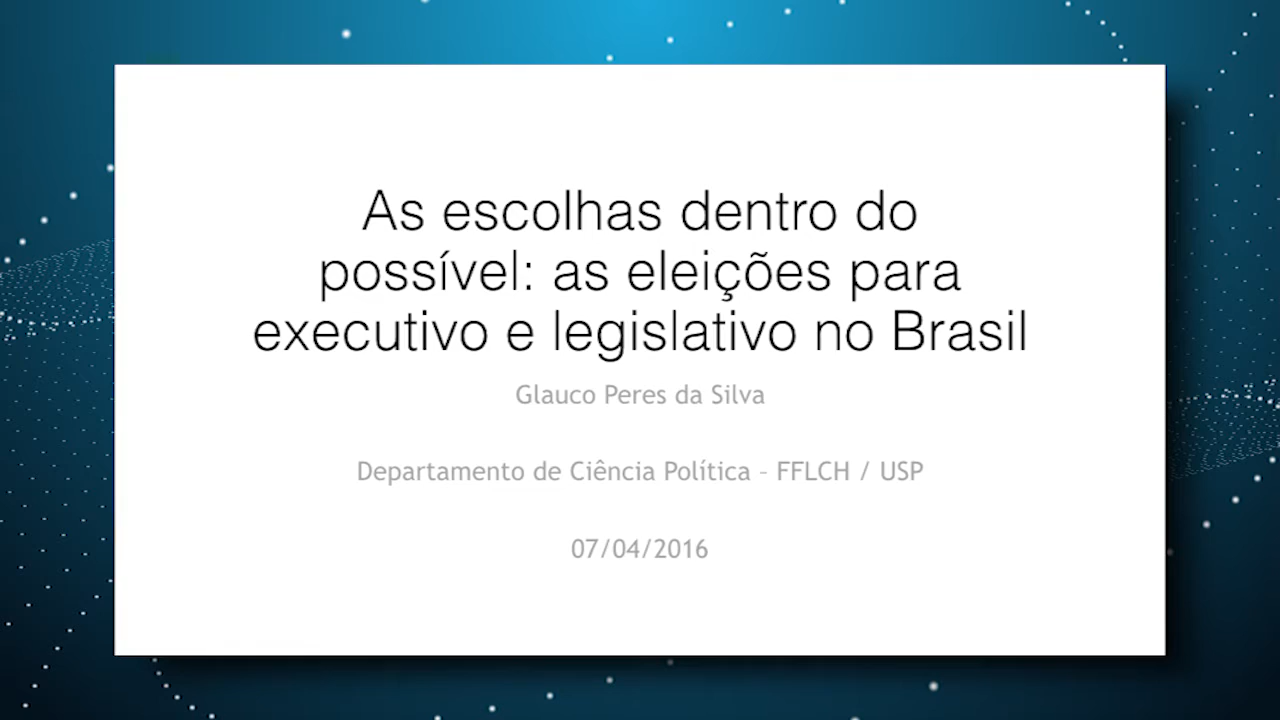 As escolhas dentro do
possível: as eleições para
executivo e legislativo no Brasil
Glauco Peres da Silva
Departamento de Ciência Política – FFLCH / USP
07/04/2016